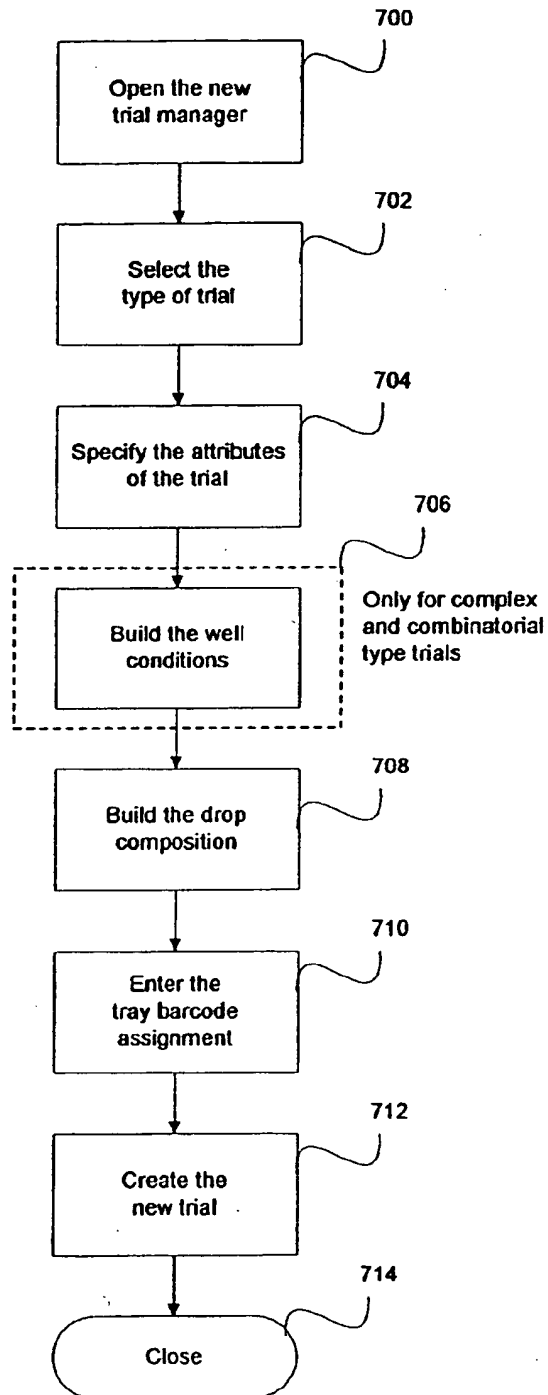 700
Open the new
trial manager
702
Select the
type of trial
704
Specify the attributes
of the trial
706
Only for complex
and combinatorial
type trials
Build the well
conditions
708
Build the drop
composition
710
Enter the
tray barcode
assignment
712
Create the
new trial
714
Close